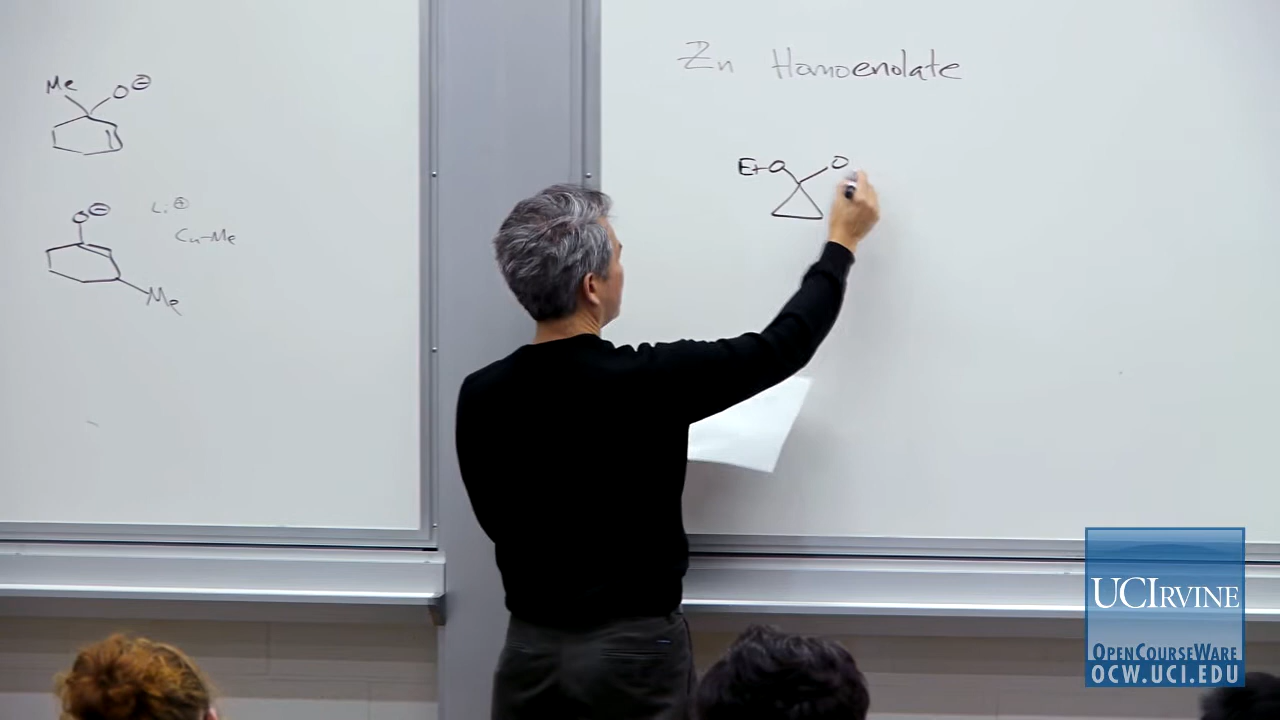 Me O ⊖
O ⊖ Li ⊕
Cu-Me
Me
Zn Homoenolate
EtO O
UCIRVINE
OPENCOURSEWARE
OCW.UCI.EDU